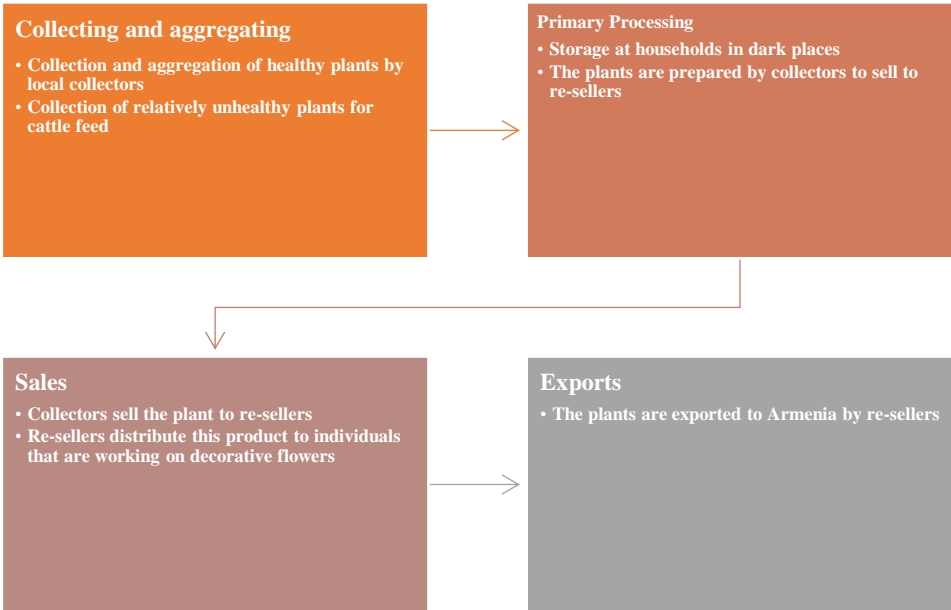 Collecting and aggregating
• Collection and aggregation of healthy plants by
local collectors
• Collection of relatively unhealthy plants for
cattle feed
Primary Processing
• Storage at households in dark places
• The plants are prepared by collectors to sell to
re-sellers
Sales
• Collectors sell the plant to re-sellers
• Re-sellers distribute this product to individuals
that are working on decorative flowers
Exports
• The plants are exported to Armenia by re-sellers